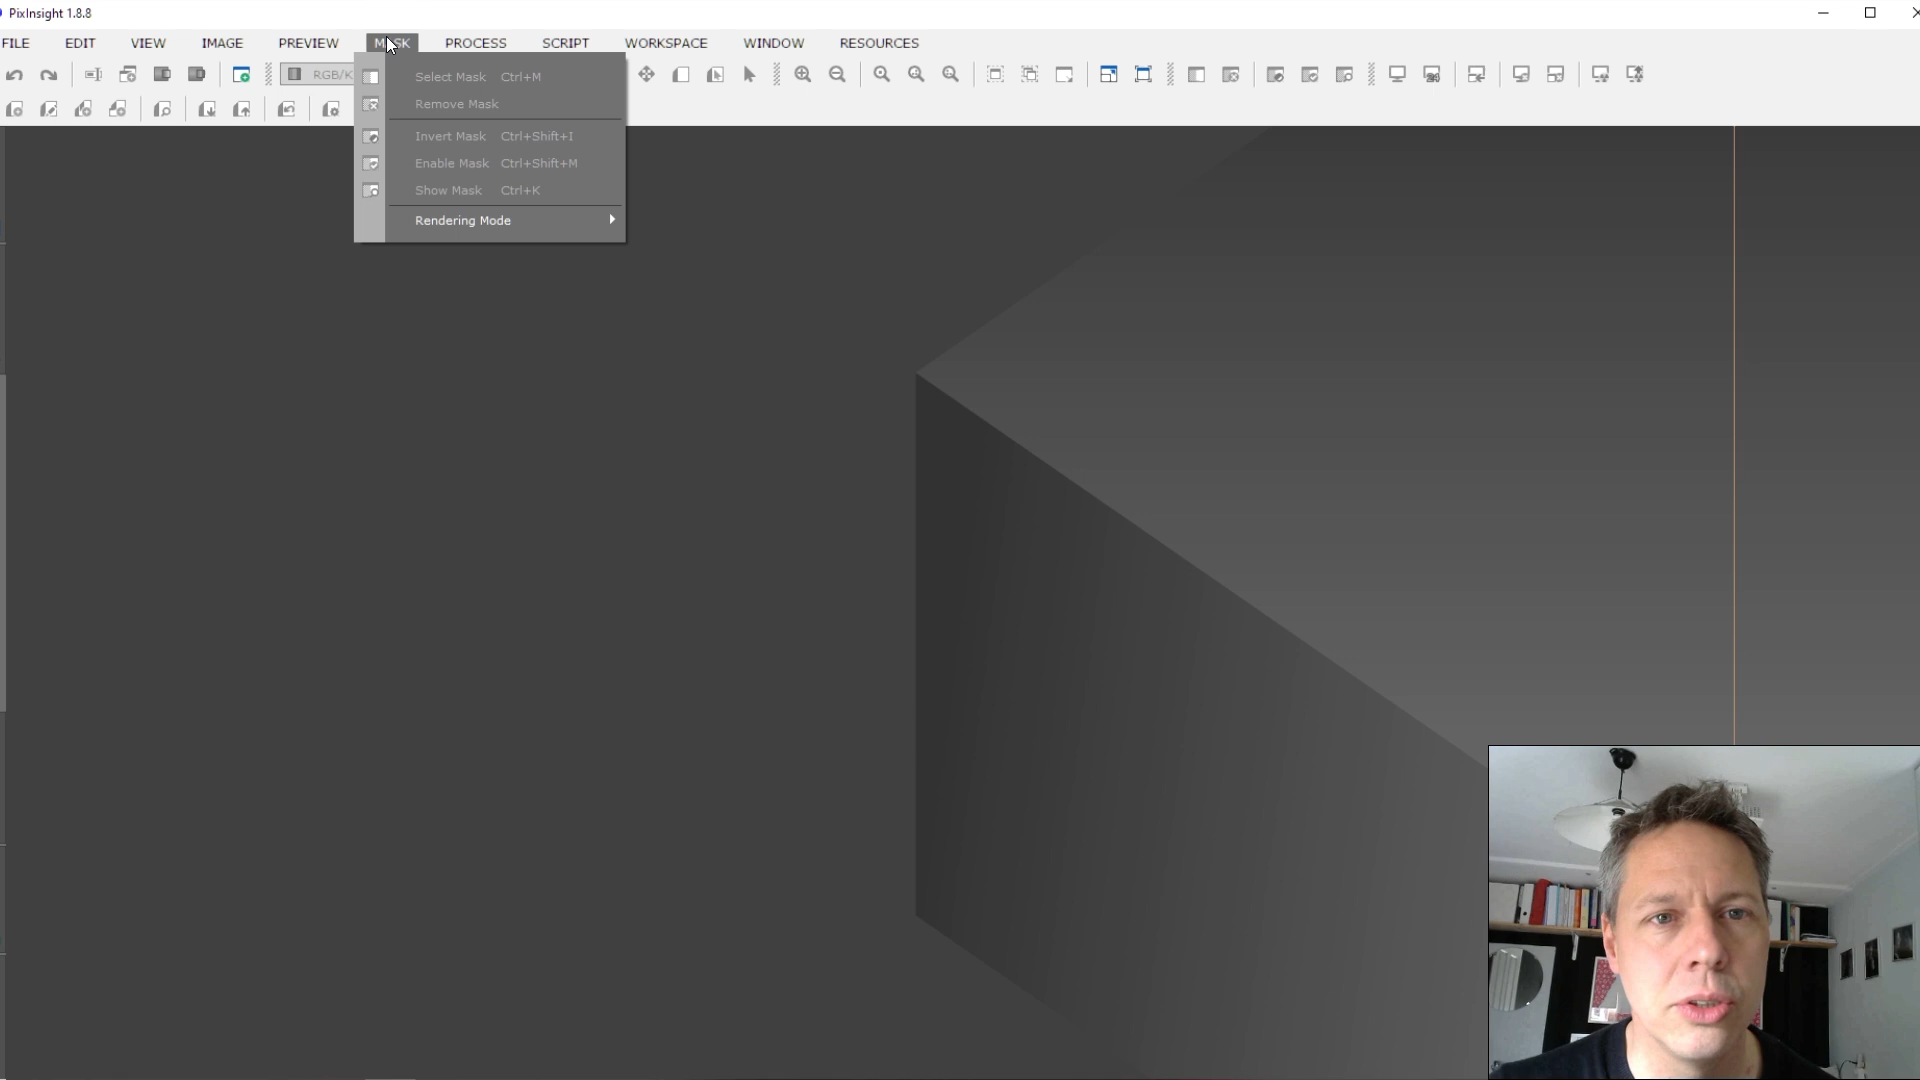 PixInsight 1.8.8
FILE EDIT VIEW IMAGE PREVIEW MASK PROCESS SCRIPT WORKSPACE WINDOW RESOURCES
RGB/K
Select Mask Ctrl+M
Remove Mask
Invert Mask Ctrl+Shift+I
Enable Mask Ctrl+Shift+M
Show Mask Ctrl+K
Rendering Mode